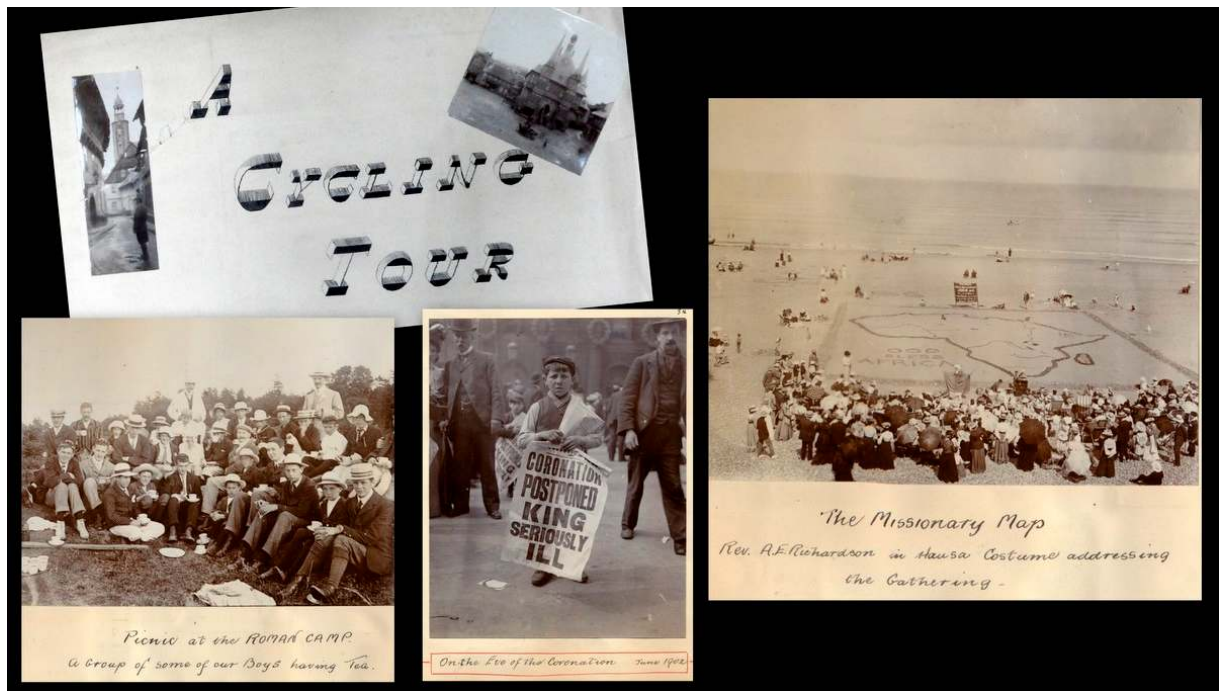 A
CYCLING
TOUR
Picnic at the ROMAN CAMP.
A Group of some of our Boys having Tea.
CORONATION
POSTPONED
KING
SERIOUSLY
ILL
On the Eve of the Coronation June 1902
GOD
BLESS
AFRICA
The Missionary Map
Rev. A.E. Richardson in Hausa Costume addressing
the Gathering -